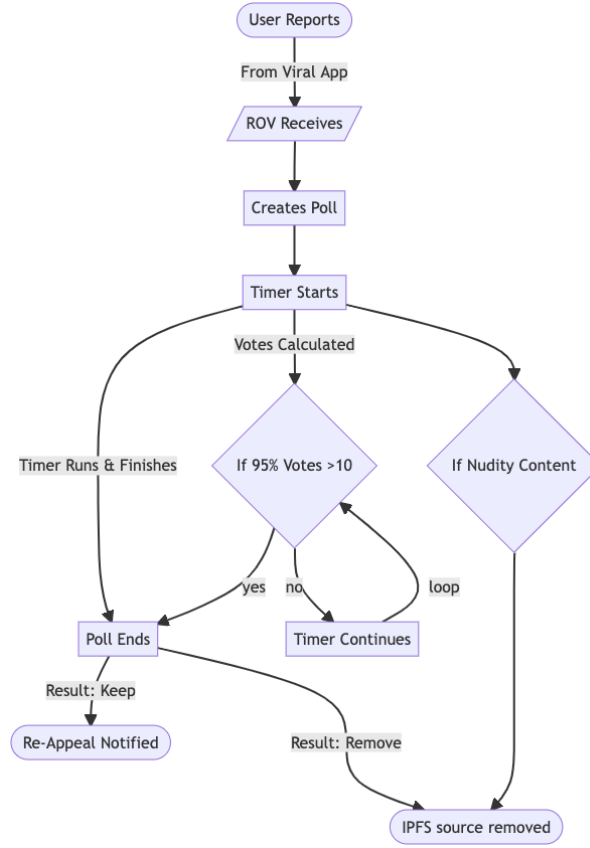 User Reports
From Viral App
ROV Receives
Creates Poll
Timer Starts
Votes Calculated
Timer Runs & Finishes
If 95% Votes >10
If Nudity Content
yes
no
loop
Poll Ends
Timer Continues
Result: Keep
Re-Appeal Notified
Result: Remove
IPFS source removed